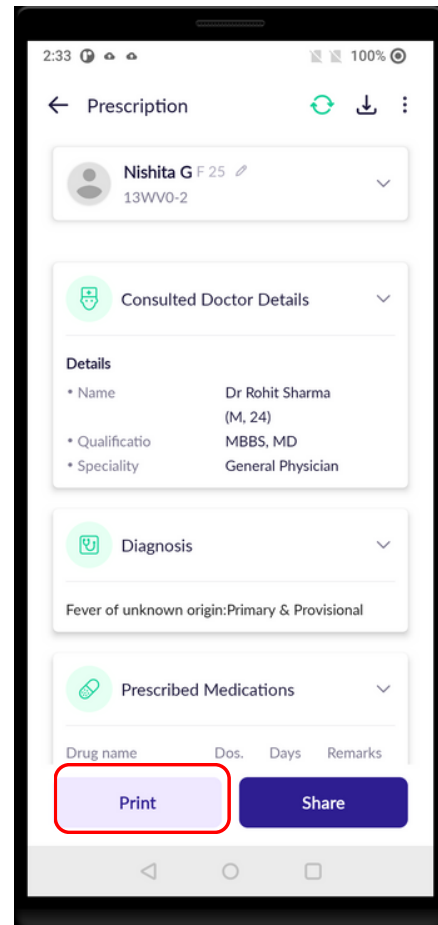 2:33 100%
Prescription
Nishita G F 25
13WV0-2
Consulted Doctor Details
Details
• Name Dr Rohit Sharma
(M, 24)
• Qualificatio MBBS, MD
• Speciality General Physician
Diagnosis
Fever of unknown origin:Primary & Provisional
Prescribed Medications
Drug name Dos. Days Remarks
Print Share